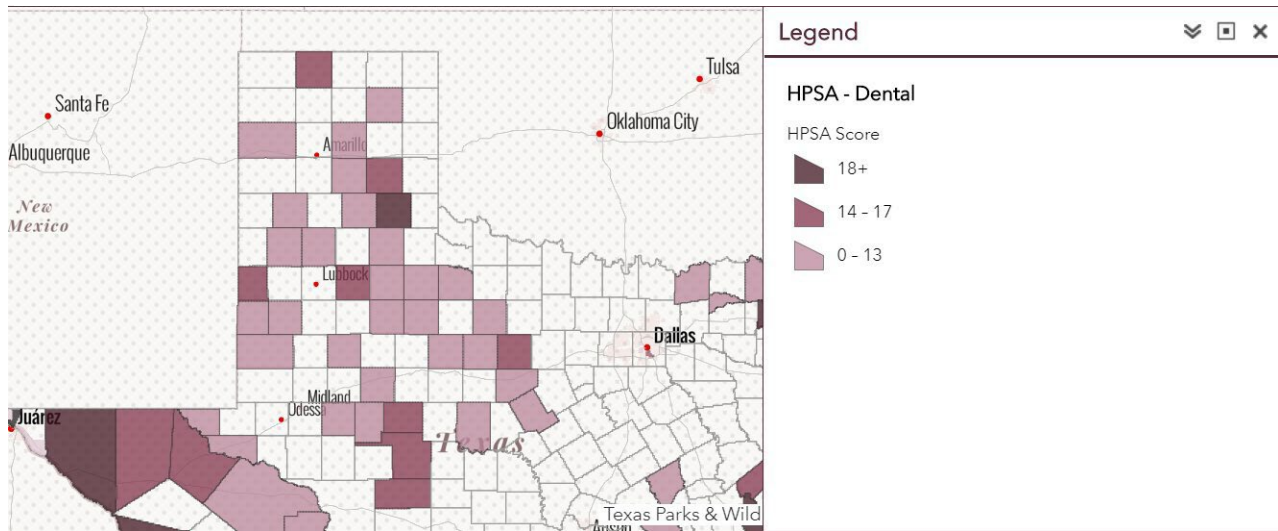 Santa Fe
Albuquerque
New
Mexico
Amarillo
Lubbock
Tulsa
Oklahoma City
Dallas
Midland
Odessa
Juárez
Texas
Austin
Texas Parks & Wild
Legend
HPSA - Dental
HPSA Score
18+
14 - 17
0 - 13